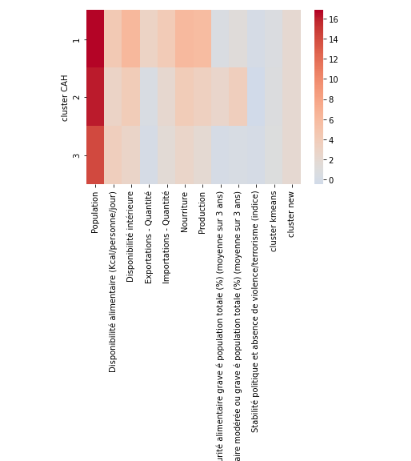 16
14
12
10
8
6
4
2
0
cluster CAH
1
2
3
Population
Disponibilité alimentaire (Kcal/personne/jour)
Disponibilité intérieure
Exportations - Quantité
Importations - Quantité
Nourriture
Production
alimentaire grave é population totale (%) (moyenne sur 3 ans)
modérée ou grave é population totale (%) (moyenne sur 3 ans)
Stabilité politique et absence de violence/terrorisme (indice)
cluster kmeans
cluster new